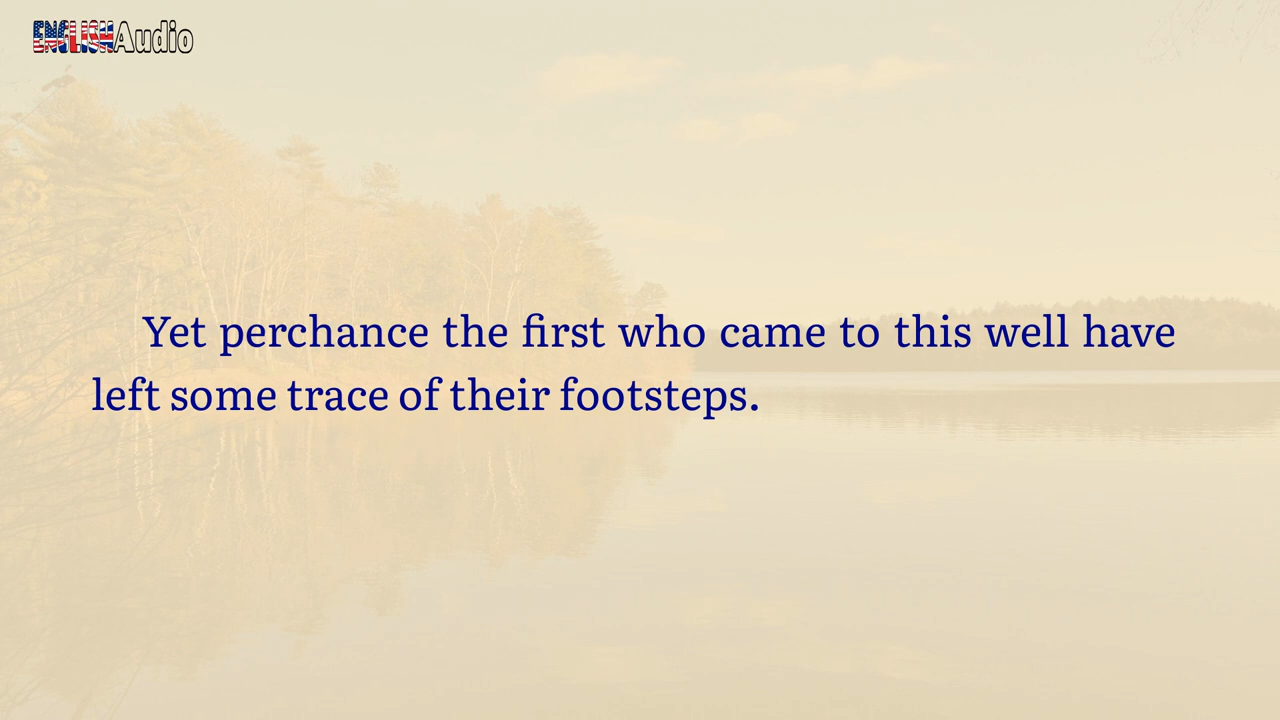 ENGLISHAudio
Yet perchance the first who came to this well have
left some trace of their footsteps.